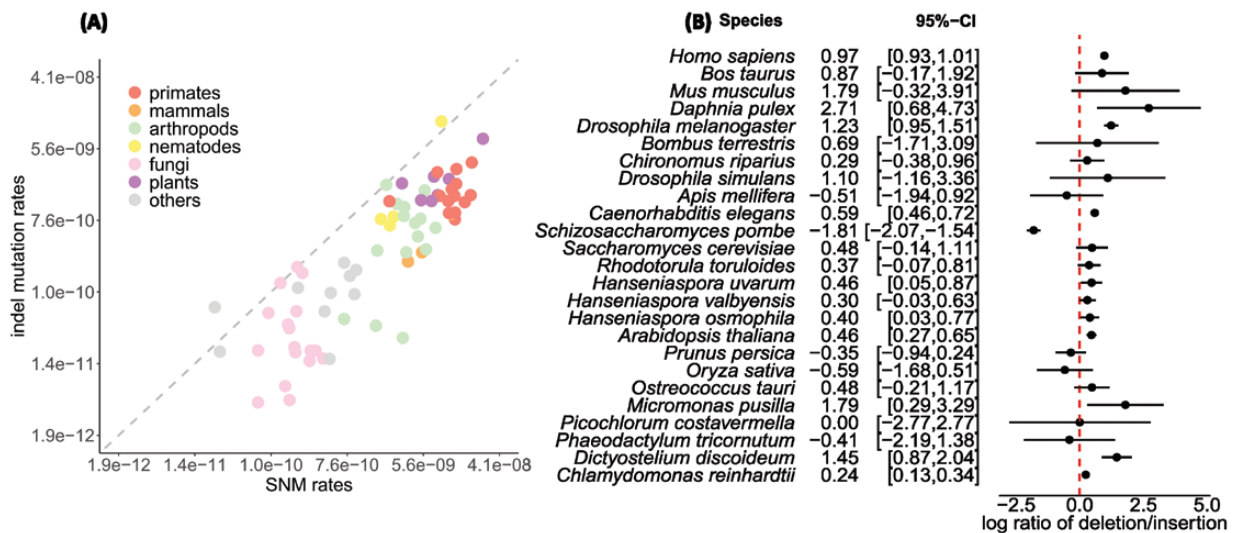 (A)
4.1e−08
5.6e−09
7.6e−10
1.0e−10
1.4e−11
1.9e−12
indel mutation rates
primates
mammals
arthropods
nematodes
fungi
plants
others
1.9e−12 1.4e−11 1.0e−10 7.6e−10 5.6e−09 4.1e−08
SNM rates
(B) Species 95%−CI
Homo sapiens 0.97 [0.93,1.01]
Bos taurus 0.87 [−0.17,1.92]
Mus musculus 1.79 [−0.32,3.91]
Daphnia pulex 2.71 [0.68,4.73]
Drosophila melanogaster 1.23 [0.95,1.51]
Bombus terrestris 0.69 [−1.71,3.09]
Chironomus riparius 0.29 [−0.38,0.96]
Drosophila simulans 1.10 [−1.16,3.36]
Apis mellifera −0.51 [−1.94,0.92]
Caenorhabditis elegans 0.59 [0.46,0.72]
Schizosaccharomyces pombe −1.81 [−2.07,−1.54]
Saccharomyces cerevisiae 0.48 [−0.14,1.11]
Rhodotorula toruloides 0.37 [−0.07,0.81]
Hanseniaspora uvarum 0.46 [0.05,0.87]
Hanseniaspora valbyensis 0.30 [−0.03,0.63]
Hanseniaspora osmophila 0.40 [0.03,0.77]
Arabidopsis thaliana 0.46 [0.27,0.65]
Prunus persica −0.35 [−0.94,0.24]
Oryza sativa −0.59 [−1.68,0.51]
Ostreococcus tauri 0.48 [−0.21,1.17]
Micromonas pusilla 1.79 [0.29,3.29]
Picochlorum costavermella 0.00 [−2.77,2.77]
Phaeodactylum tricornutum −0.41 [−2.19,1.38]
Dictyostelium discoideum 1.45 [0.87,2.04]
Chlamydomonas reinhardtii 0.24 [0.13,0.34]
−2.5 0.0 2.5 5.0
log ratio of deletion/insertion